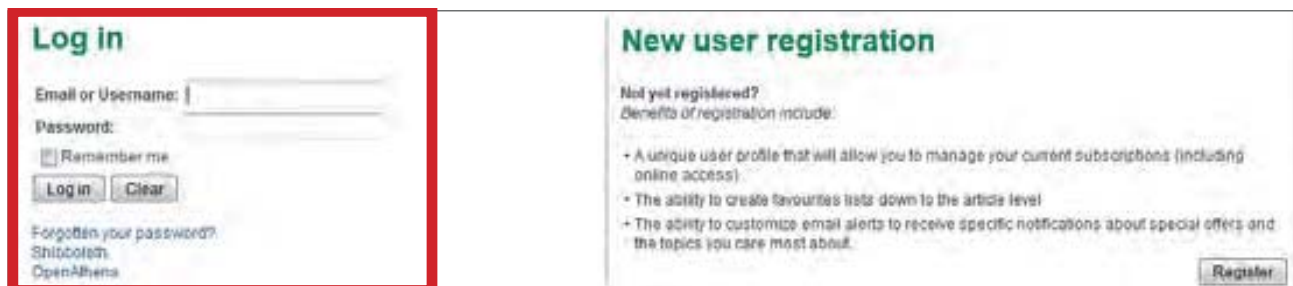 Log in
Email or Username:
Password:
Remember me
Log in Clear
Forgotten your password?
Shibboleth
OpenAthens
New user registration
Not yet registered?
Benefits of registration include:
• A unique user profile that will allow you to manage your current subscriptions (including
online access)
• The ability to create favourites lists down to the article level
• The ability to customize email alerts to receive specific notifications about special offers and
the topics you care most about.
Register